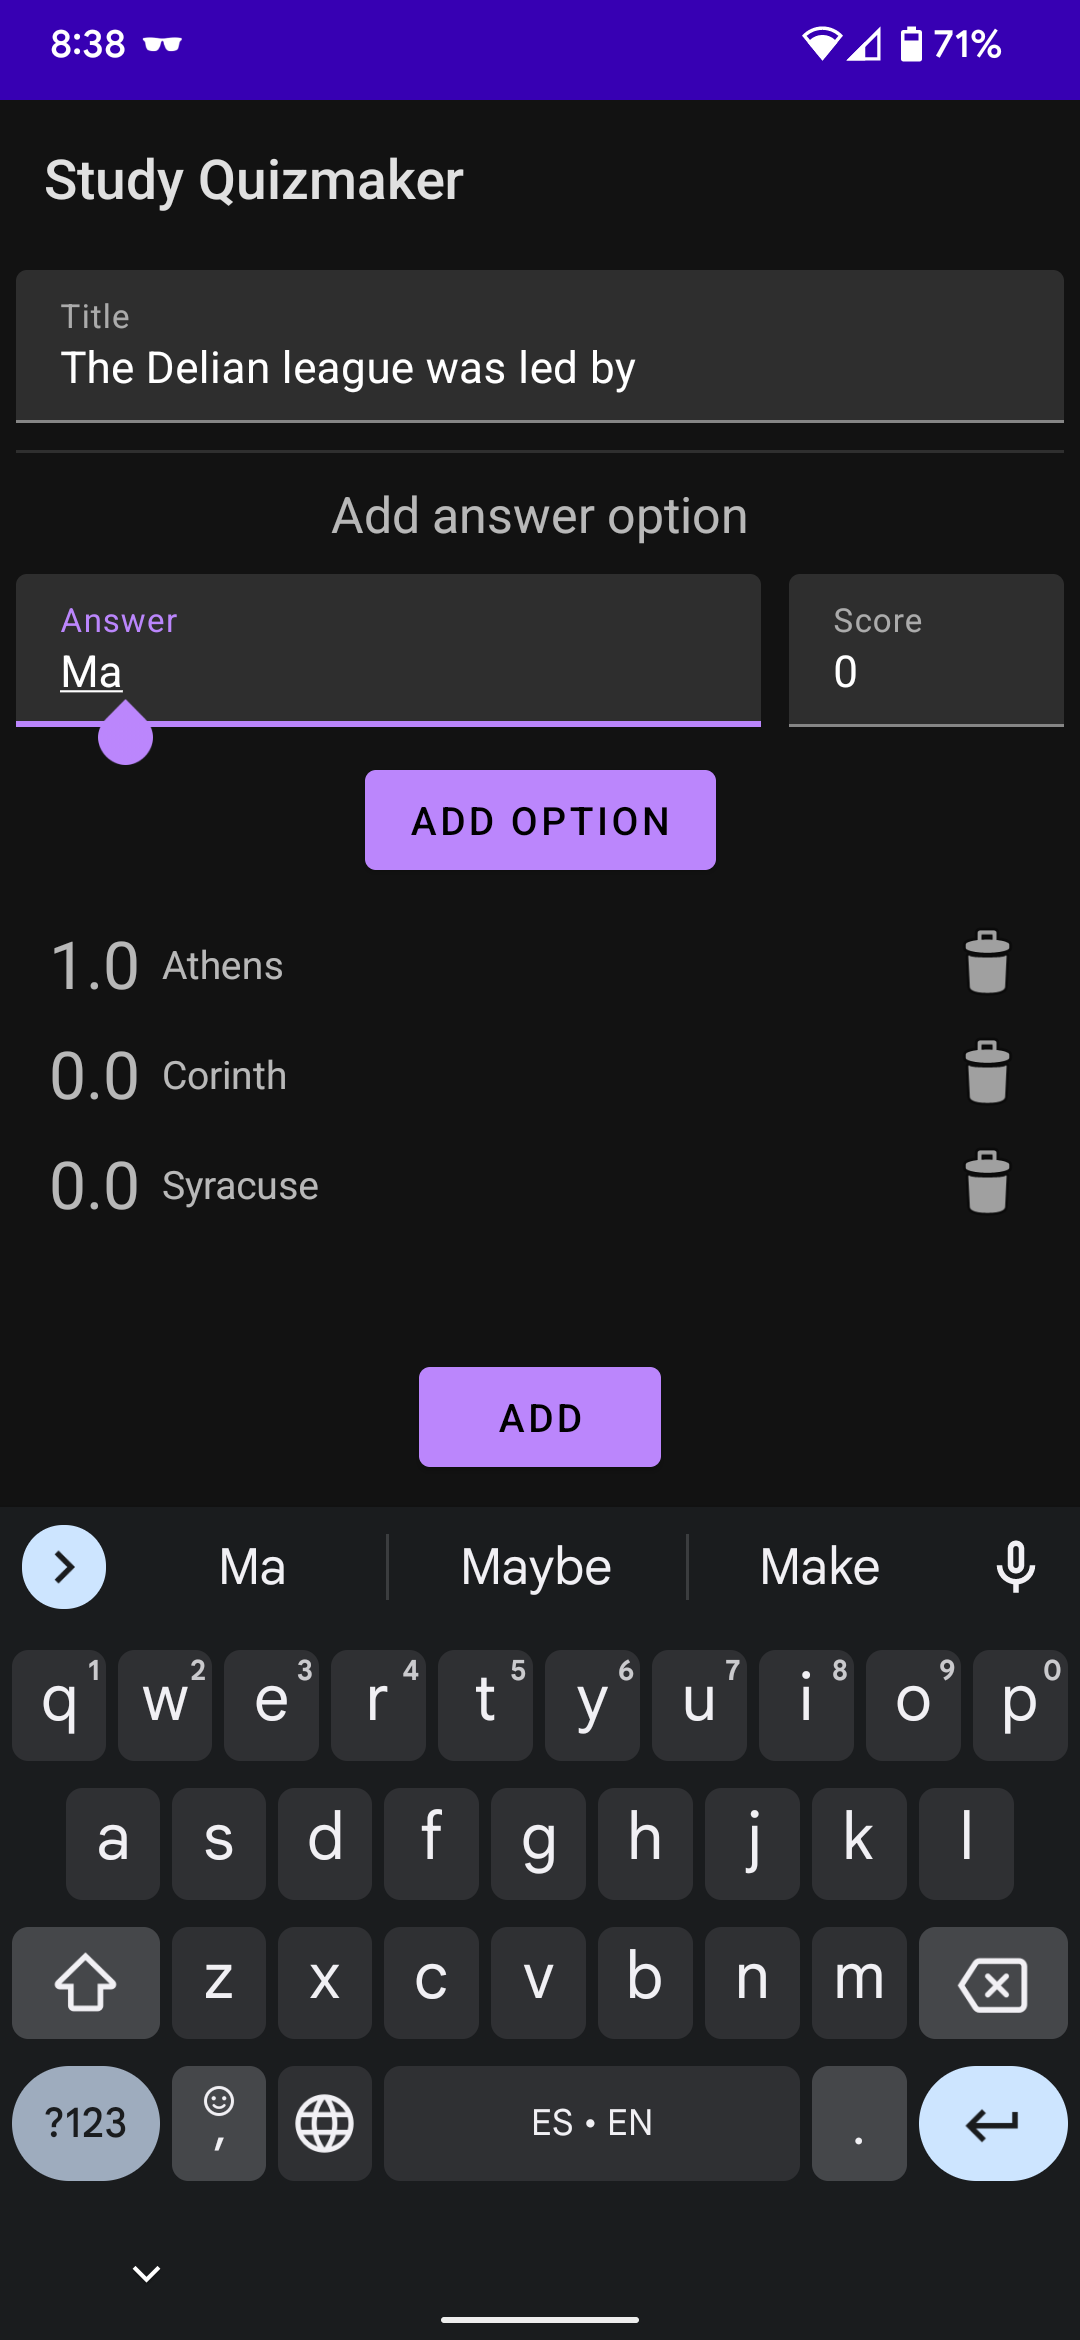 8:38 71%
Study Quizmaker
Title
The Delian league was led by
Add answer option
Answer Score
Ma 0
ADD OPTION
1.0 Athens
0.0 Corinth
0.0 Syracuse
ADD
Ma Maybe Make
q1 w2 e3 r4 t5 y6 u7 i8 o9 p0
a s d f g h j k l
z x c v b n m
?123 , ES • EN .